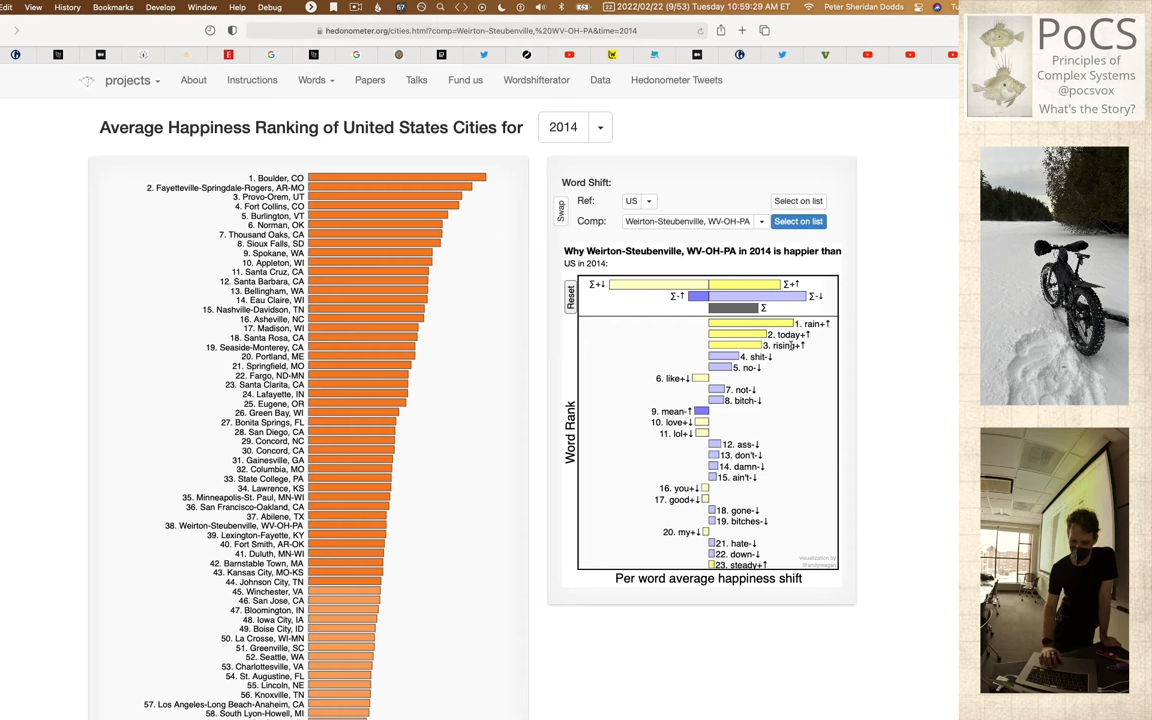 Edit View History Bookmarks Develop Window Help Debug 57 2022/02/22 (9/53) Tuesday 10:59:29 AM ET Peter Sheridan Dodds
hedonometer.org/cities.html?comp=Weirton-Steubenville,%20WV-OH-PA&time=2014
projects About Instructions Words Papers Talks Fund us Wordshifterator Data Hedonometer Tweets
Average Happiness Ranking of United States Cities for 2014
1. Boulder, CO
2. Fayetteville-Springdale-Rogers, AR-MO
3. Provo-Orem, UT
4. Fort Collins, CO
5. Burlington, VT
6. Norman, OK
7. Thousand Oaks, CA
8. Sioux Falls, SD
9. Spokane, WA
10. Appleton, WI
11. Santa Cruz, CA
12. Santa Barbara, CA
13. Bellingham, WA
14. Eau Claire, WI
15. Nashville-Davidson, TN
16. Asheville, NC
17. Madison, WI
18. Santa Rosa, CA
19. Seaside-Monterey, CA
20. Portland, ME
21. Springfield, MO
22. Fargo, ND-MN
23. Santa Clarita, CA
24. Lafayette, IN
25. Eugene, OR
26. Green Bay, WI
27. Bonita Springs, FL
28. San Diego, CA
29. Concord, NC
30. Concord, CA
31. Gainesville, GA
32. Columbia, MO
33. State College, PA
34. Lawrence, KS
35. Minneapolis-St. Paul, MN-WI
36. San Francisco-Oakland, CA
37. Abilene, TX
38. Weirton-Steubenville, WV-OH-PA
39. Lexington-Fayette, KY
40. Fort Smith, AR-OK
41. Duluth, MN-WI
42. Barnstable Town, MA
43. Kansas City, MO-KS
44. Johnson City, TN
45. Winchester, VA
46. San Jose, CA
47. Bloomington, IN
48. Iowa City, IA
49. Boise City, ID
50. La Crosse, WI-MN
51. Greenville, SC
52. Seattle, WA
53. Charlottesville, VA
54. St. Augustine, FL
55. Lincoln, NE
56. Knoxville, TN
57. Los Angeles-Long Beach-Anaheim, CA
58. South Lyon-Howell, MI
Word Shift:
Swap
Ref: US Select on list
Comp: Weirton-Steubenville, WV-OH-PA Select on list
Why Weirton-Steubenville, WV-OH-PA in 2014 is happier than
US in 2014:
Reset
Σ+↓ Σ+↑
Σ-↑ Σ-↓
Σ
Word Rank
1. rain+↑
2. today+↑
3. rising+↑
4. shit-↓
5. no-↓
6. like+↓
7. not-↓
8. bitch-↓
9. mean-↑
10. love+↓
11. lol+↓
12. ass-↓
13. don't-↓
14. damn-↓
15. ain't-↓
16. you+↓
17. good+↓
18. gone-↓
19. bitches-↓
20. my+↓
21. hate-↓
22. down-↓
23. steady+↑
visualization by
@andyreagan
Per word average happiness shift
PoCS
Principles of
Complex Systems
@pocsvox
What's the Story?